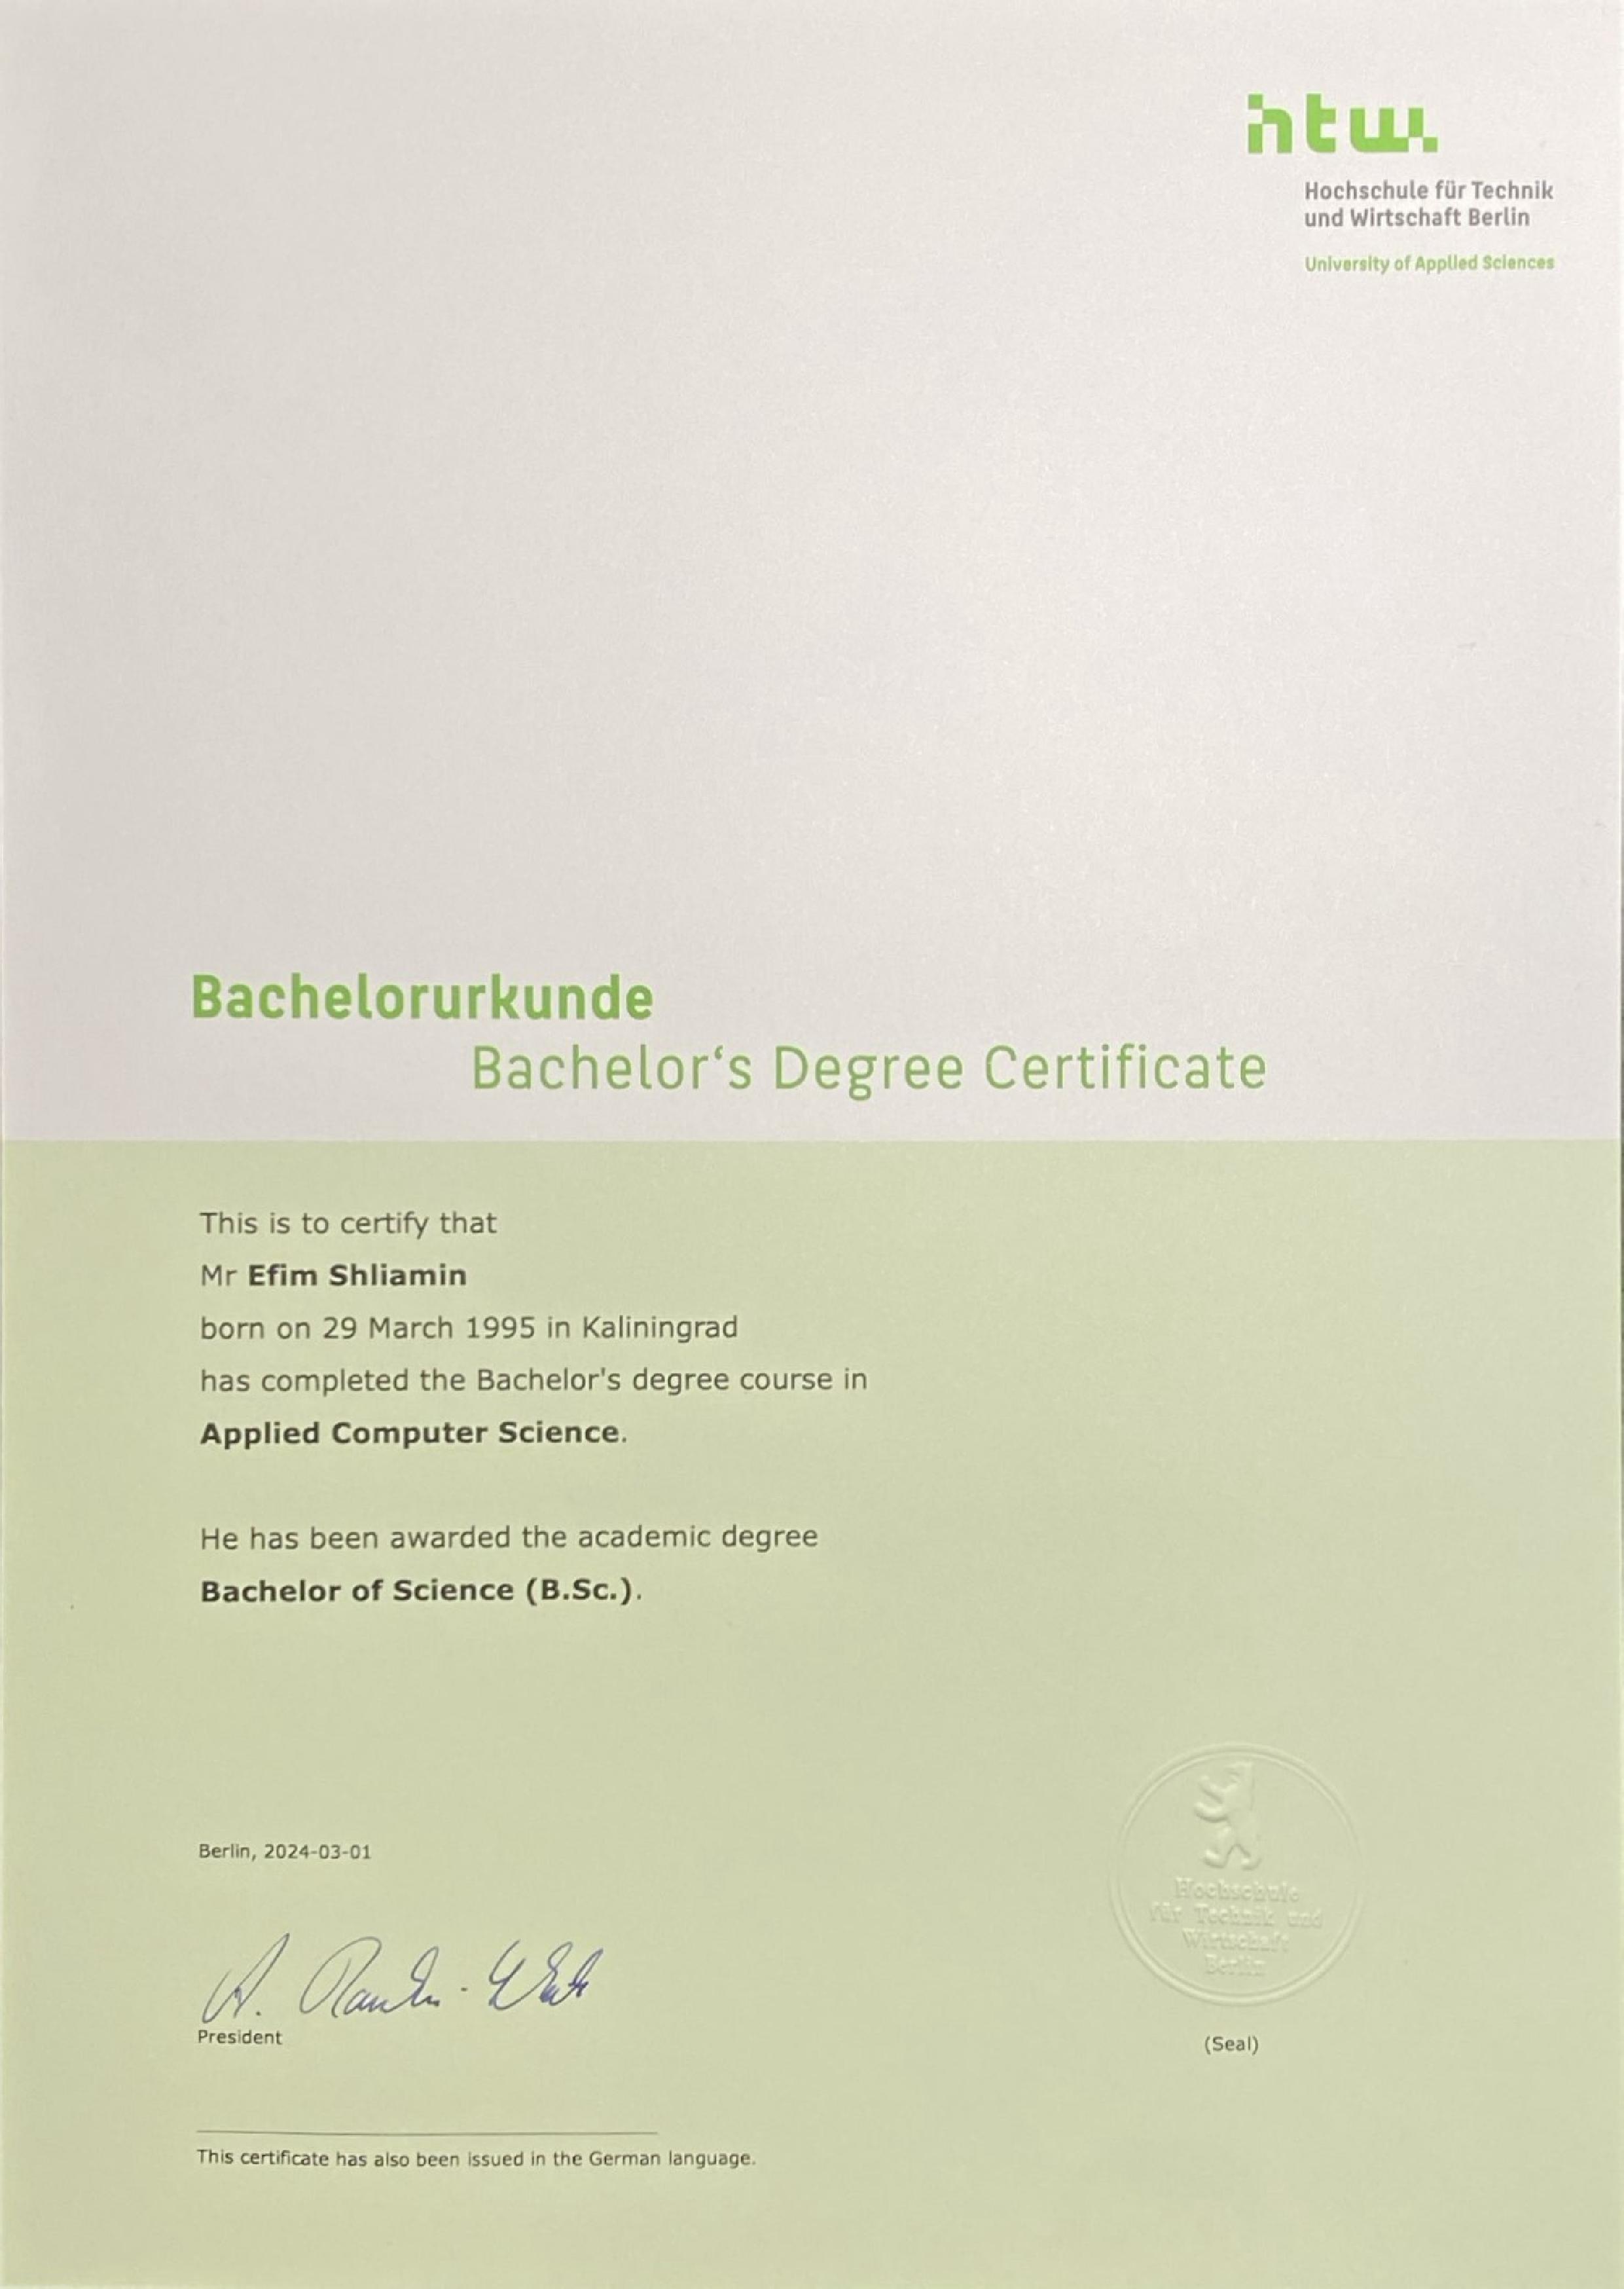 htw.
Hochschule für Technik
und Wirtschaft Berlin
University of Applied Sciences
Bachelorurkunde
Bachelor‘s Degree Certificate
This is to certify that
Mr Efim Shliamin
born on 29 March 1995 in Kaliningrad
has completed the Bachelor's degree course in
Applied Computer Science.
He has been awarded the academic degree
Bachelor of Science (B.Sc.).
Berlin, 2024-03-01
Hochschule
für Technik und
Wirtschaft
Berlin
A.
President
(Seal)
This certificate has also been issued in the German language.